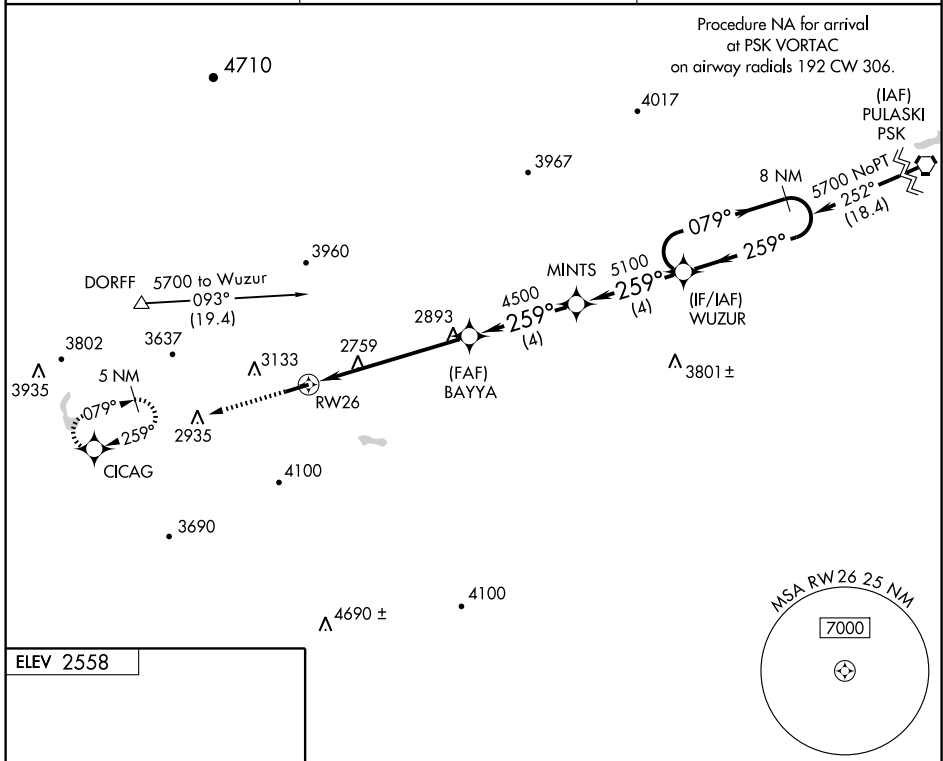 Procedure NA for arrival
at PSK VORTAC
on airway radials 192 CW 306.
4710
4017
(IAF)
PULASKI
PSK
3967
8 NM
5700 NoPT
252°
(18.4)
079°
259°
3960
MINTS
5100
259°
(4)
(IF/IAF)
WUZUR
DORFF
5700 to Wuzur
093°
(19.4)
4500
259°
(4)
2893
(FAF)
BAYYA
3802
3637
3133
2759
3801 ±
3935
5 NM
RW26
079°
259°
2935
CICAG
4100
3690
4690 ±
4100
MSA RW26 25 NM
7000
ELEV 2558